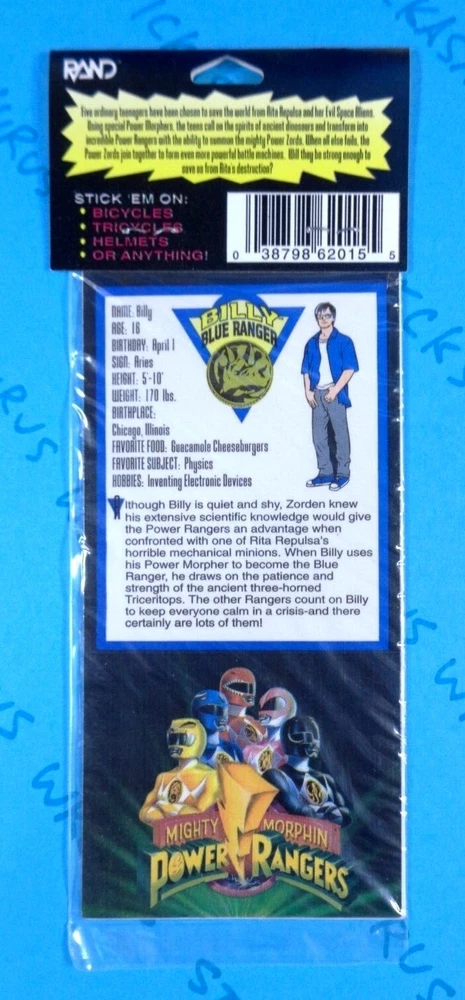 RAND
Five ordinary teenagers have been chosen to save the world from Rita Repulsa and her Evil Space Aliens.
Using special Power Morphers, the teens call on the spirits of ancient dinosaurs and transform into
incredible Power Rangers with the ability to summon the mighty Power Zords. When all else fails, the
Power Zords join together to form even more powerful battle machines. Will they be strong enough to
save us from Rita's destruction?
STICK 'EM ON:
• BICYCLES
• TRICYCLES
• HELMETS
• OR ANYTHING!
0 38798 62015 5
NAME: Billy
AGE: 16
BIRTHDAY: April 1
SIGN: Aries
HEIGHT: 5'-10"
WEIGHT: 170 lbs.
BIRTHPLACE:
Chicago, Illinois
FAVORITE FOOD: Guacamole Cheeseburgers
FAVORITE SUBJECT: Physics
HOBBIES: Inventing Electronic Devices
BILLY
BLUE RANGER
Although Billy is quiet and shy, Zorden knew
his extensive scientific knowledge would give
the Power Rangers an advantage when
confronted with one of Rita Repulsa's
horrible mechanical minions. When Billy uses
his Power Morpher to become the Blue
Ranger, he draws on the patience and
strength of the ancient three-horned
Triceritops. The other Rangers count on Billy
to keep everyone calm in a crisis-and there
certainly are lots of them!
MIGHTY MORPHIN
POWER RANGERS